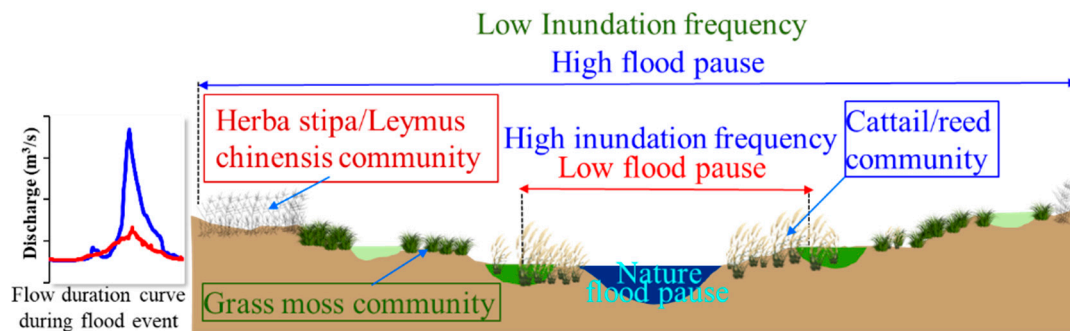 Low Inundation frequency
High flood pause
Herba stipa/Leymus
chinensis community
High inundation frequency
Low flood pause
Cattail/reed
community
Discharge (m³/s)
Flow duration curve
during flood event
Grass moss community
Nature
flood pause